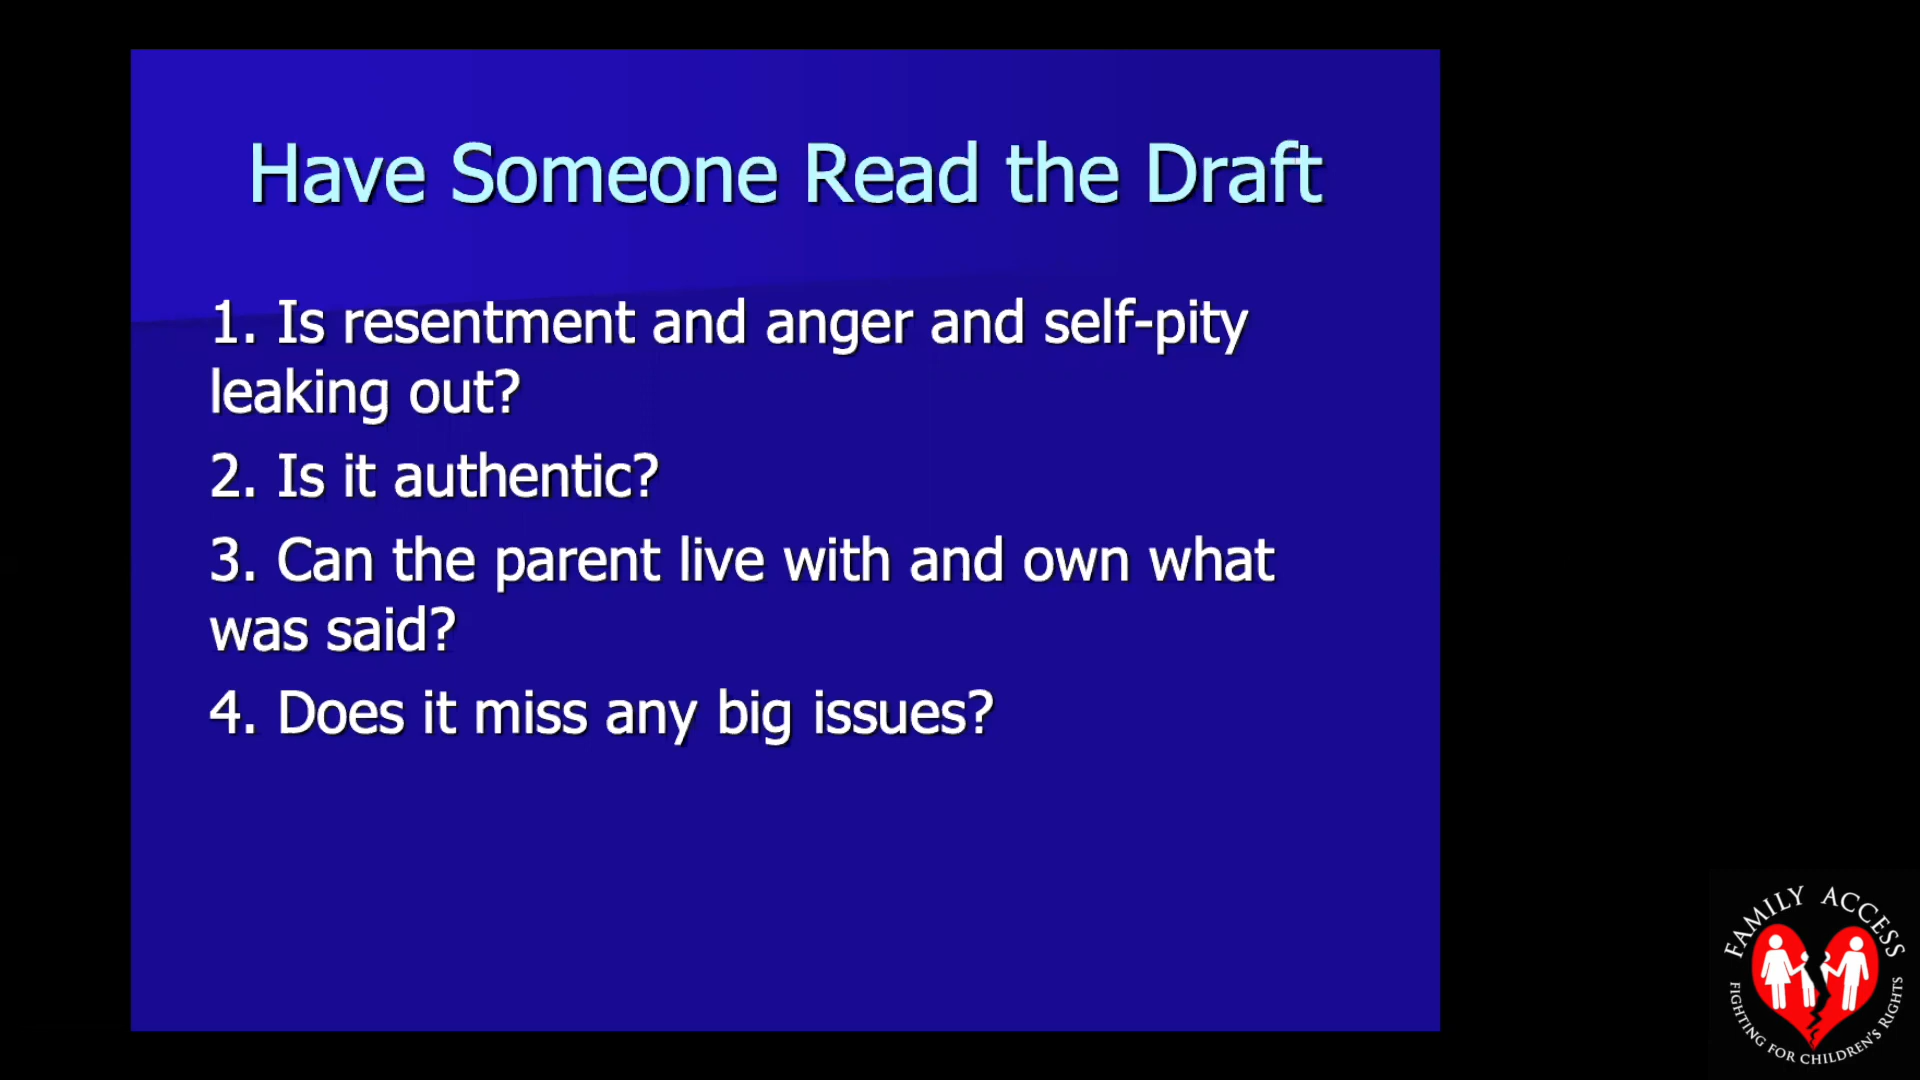 Have Someone Read the Draft
1. Is resentment and anger and self-pity
leaking out?
2. Is it authentic?
3. Can the parent live with and own what
was said?
4. Does it miss any big issues?
FAMILY ACCESS
FIGHTING FOR CHILDREN'S RIGHTS